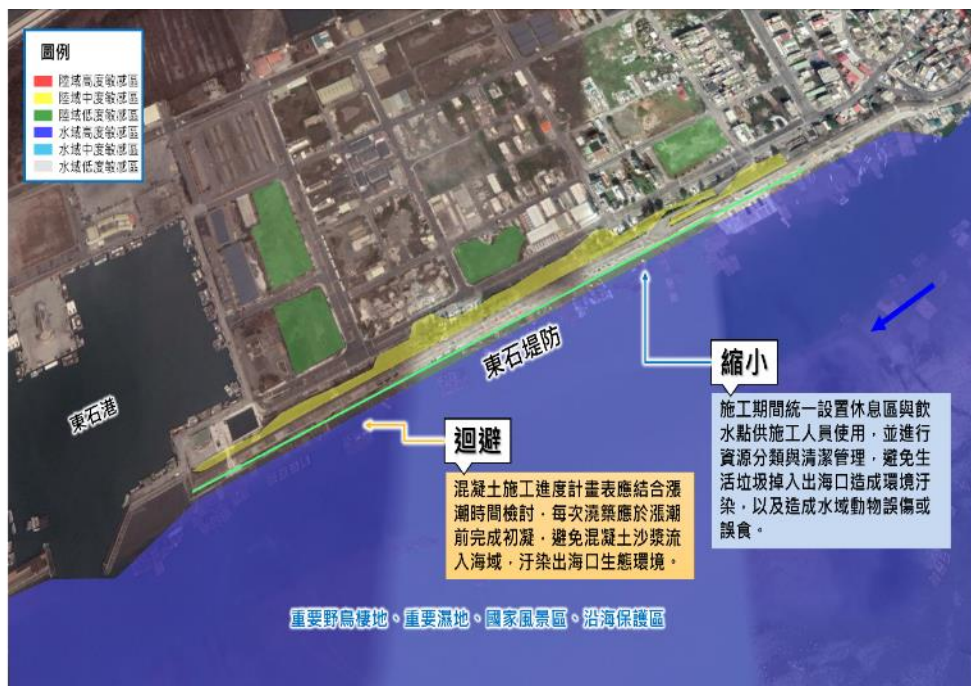 圖例
陸域高度敏感區
陸域中度敏感區
陸域低度敏感區
水域高度敏感區
水域中度敏感區
水域低度敏感區
東石港
東石堤防
縮小
施工期間統一設置休息區與飲
水點供施工人員使用，並進行
資源分類與清潔管理，避免生
活垃圾掉入出海口造成環境汙
染，以及造成水域動物誤傷或
誤食。
迴避
混凝土施工進度計畫表應結合漲
潮時間檢討，每次澆築應於漲潮
前完成初凝，避免混凝土沙漿流
入海域，汙染出海口生態環境。
重要野鳥棲地、重要濕地、國家風景區、沿海保護區